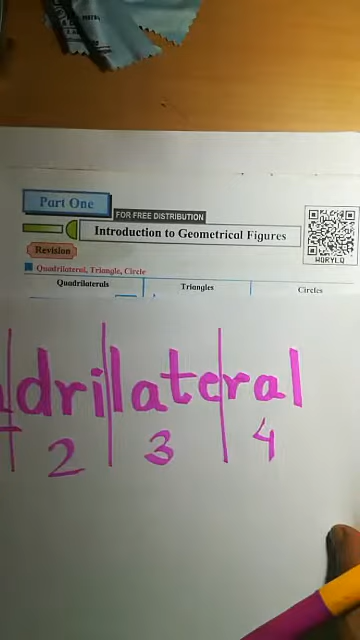 Part One
FOR FREE DISTRIBUTION
Introduction to Geometrical Figures
WQRYLQ
Revision
Quadrilateral, Triangle, Circle
Quadrilaterals Triangles Circles
drilateral
2 3 4